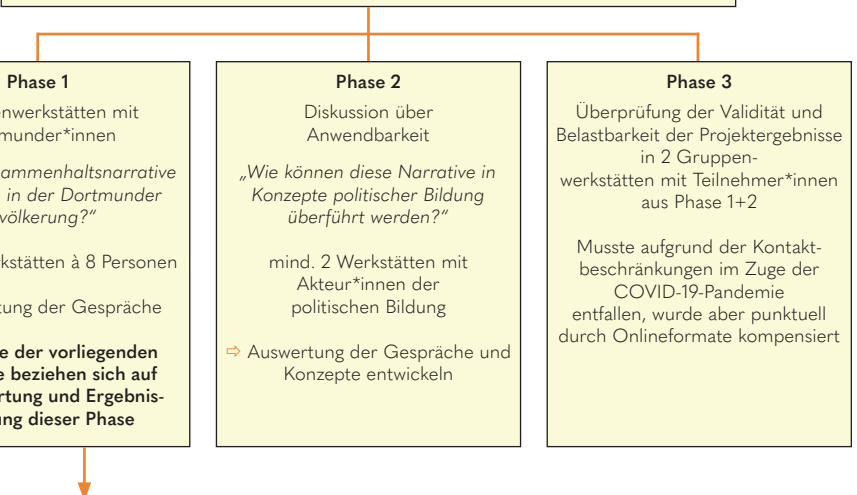 Phase 1
enwerkstätten mit
munder*innen
ammenhaltsnarrative
in der Dortmunder
völkerung?“
kstätten à 8 Personen
tung der Gespräche
e der vorliegenden
e beziehen sich auf
rtung und Ergebnis-
ung dieser Phase
Phase 2
Diskussion über
Anwendbarkeit
„Wie können diese Narrative in
Konzepte politischer Bildung
überführt werden?“
mind. 2 Werkstätten mit
Akteur*innen der
politischen Bildung
⇨ Auswertung der Gespräche und
Konzepte entwickeln
Phase 3
Überprüfung der Validität und
Belastbarkeit der Projektergebnisse
in 2 Gruppen-
werkstätten mit Teilnehmer*innen
aus Phase 1+2
Musste aufgrund der Kontakt-
beschränkungen im Zuge der
COVID-19-Pandemie
entfallen, wurde aber punktuell
durch Onlineformate kompensiert